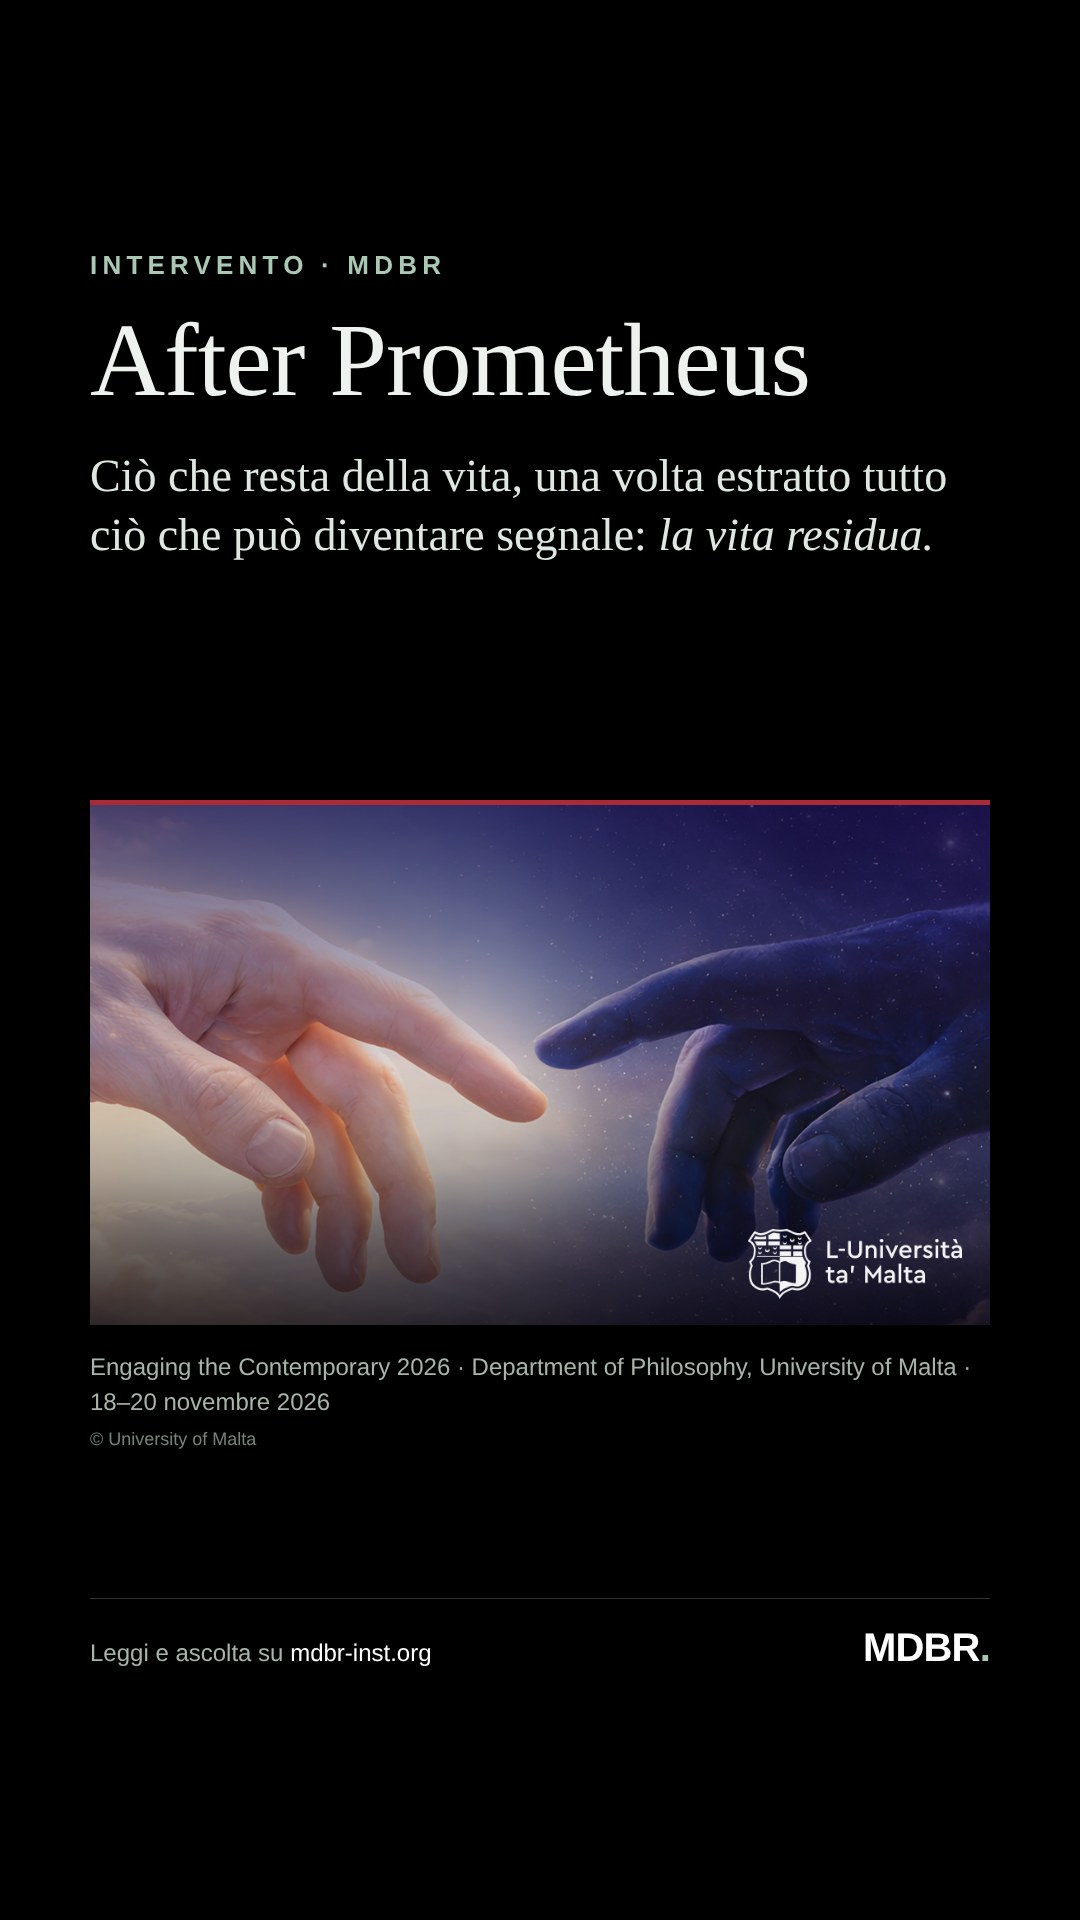 INTERVENTO · MDBR
After Prometheus
Ciò che resta della vita, una volta estratto tutto
ciò che può diventare segnale: la vita residua.
L-Università
ta' Malta
Engaging the Contemporary 2026 · Department of Philosophy, University of Malta ·
18–20 novembre 2026
© University of Malta
Leggi e ascolta su mdbr-inst.org
MDBR.